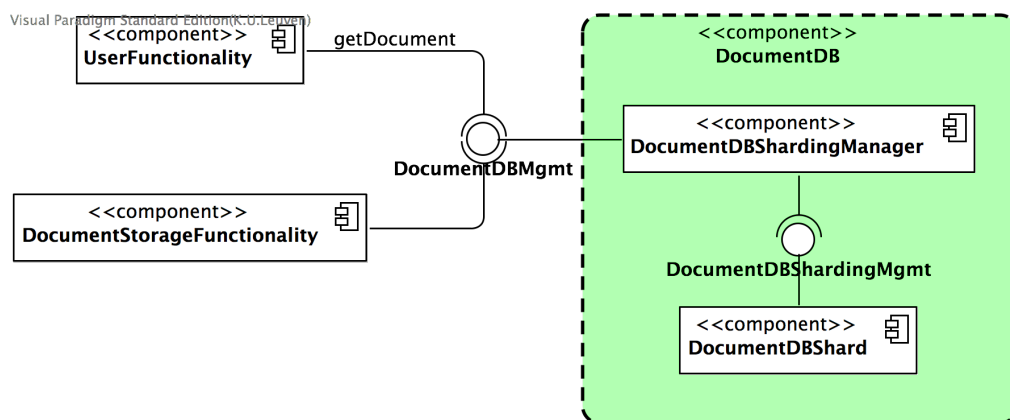 Visual Paradigm Standard Edition(K.U.Leuven)
<<component>>
UserFunctionality
getDocument
<<component>>
DocumentDB
<<component>>
DocumentDBShardingManager
DocumentDBMgmt
<<component>>
DocumentStorageFunctionality
DocumentDBShardingMgmt
<<component>>
DocumentDBShard